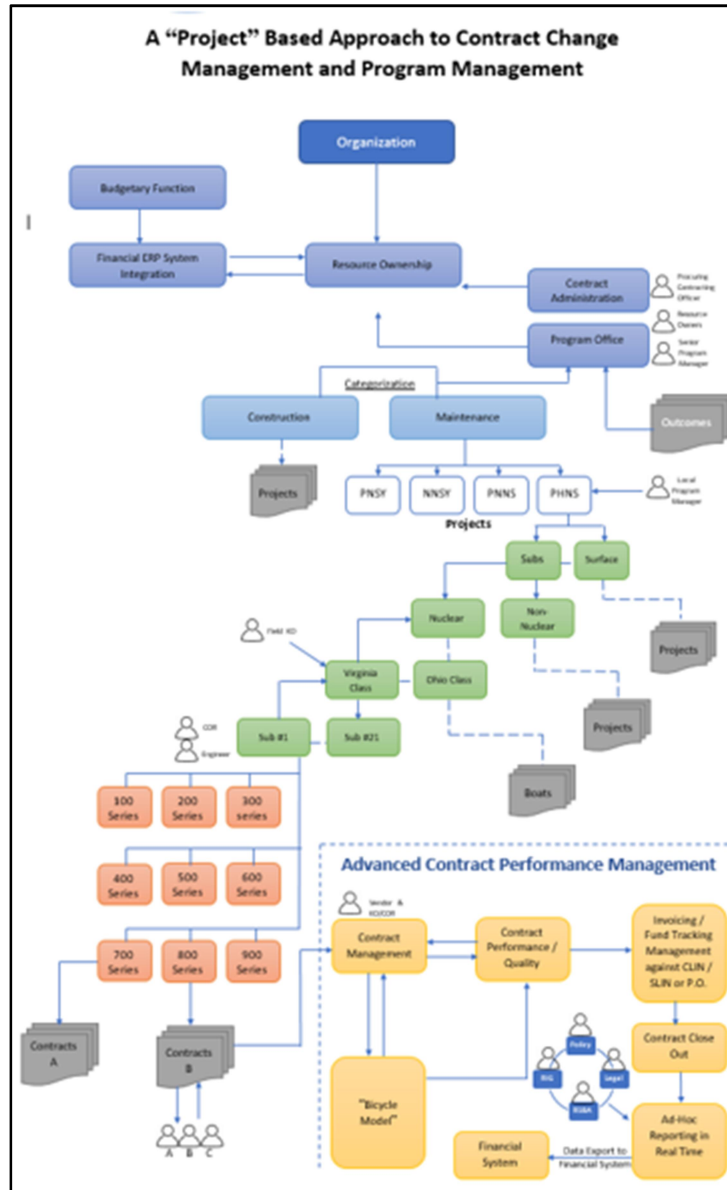 A “Project” Based Approach to Contract Change
Management and Program Management
Organization
Budgetary Function
Financial ERP System
Integration
Resource Ownership
Contract
Administration
Procuring
Contracting
Officer
Resource
Owners
Program Office
Senior
Program
Manager
Categorization
Construction
Maintenance
Outcomes
Projects
PNSY
NNSY
PNNS
PHNS
Local
Program
Manager
Projects
Subs
Surface
Nuclear
Non-
Nuclear
Projects
Field KO
Virginia
Class
Ohio Class
Projects
COR
Engineer
Sub #1
Sub #21
Boats
100
Series
200
Series
300
series
400
Series
500
Series
600
Series
700
Series
800
Series
900
Series
Contracts
A
Contracts
B
A B C
Advanced Contract Performance Management
Vendor &
KO/COR
Contract
Management
Contract
Performance /
Quality
Invoicing /
Fund Tracking
Management
against CLIN /
SLIN or P.O.
Contract Close
Out
Policy
Legal
"Bicycle
Model"
Ad-Hoc
Reporting in
Real Time
Data Export to
Financial System
Financial
System